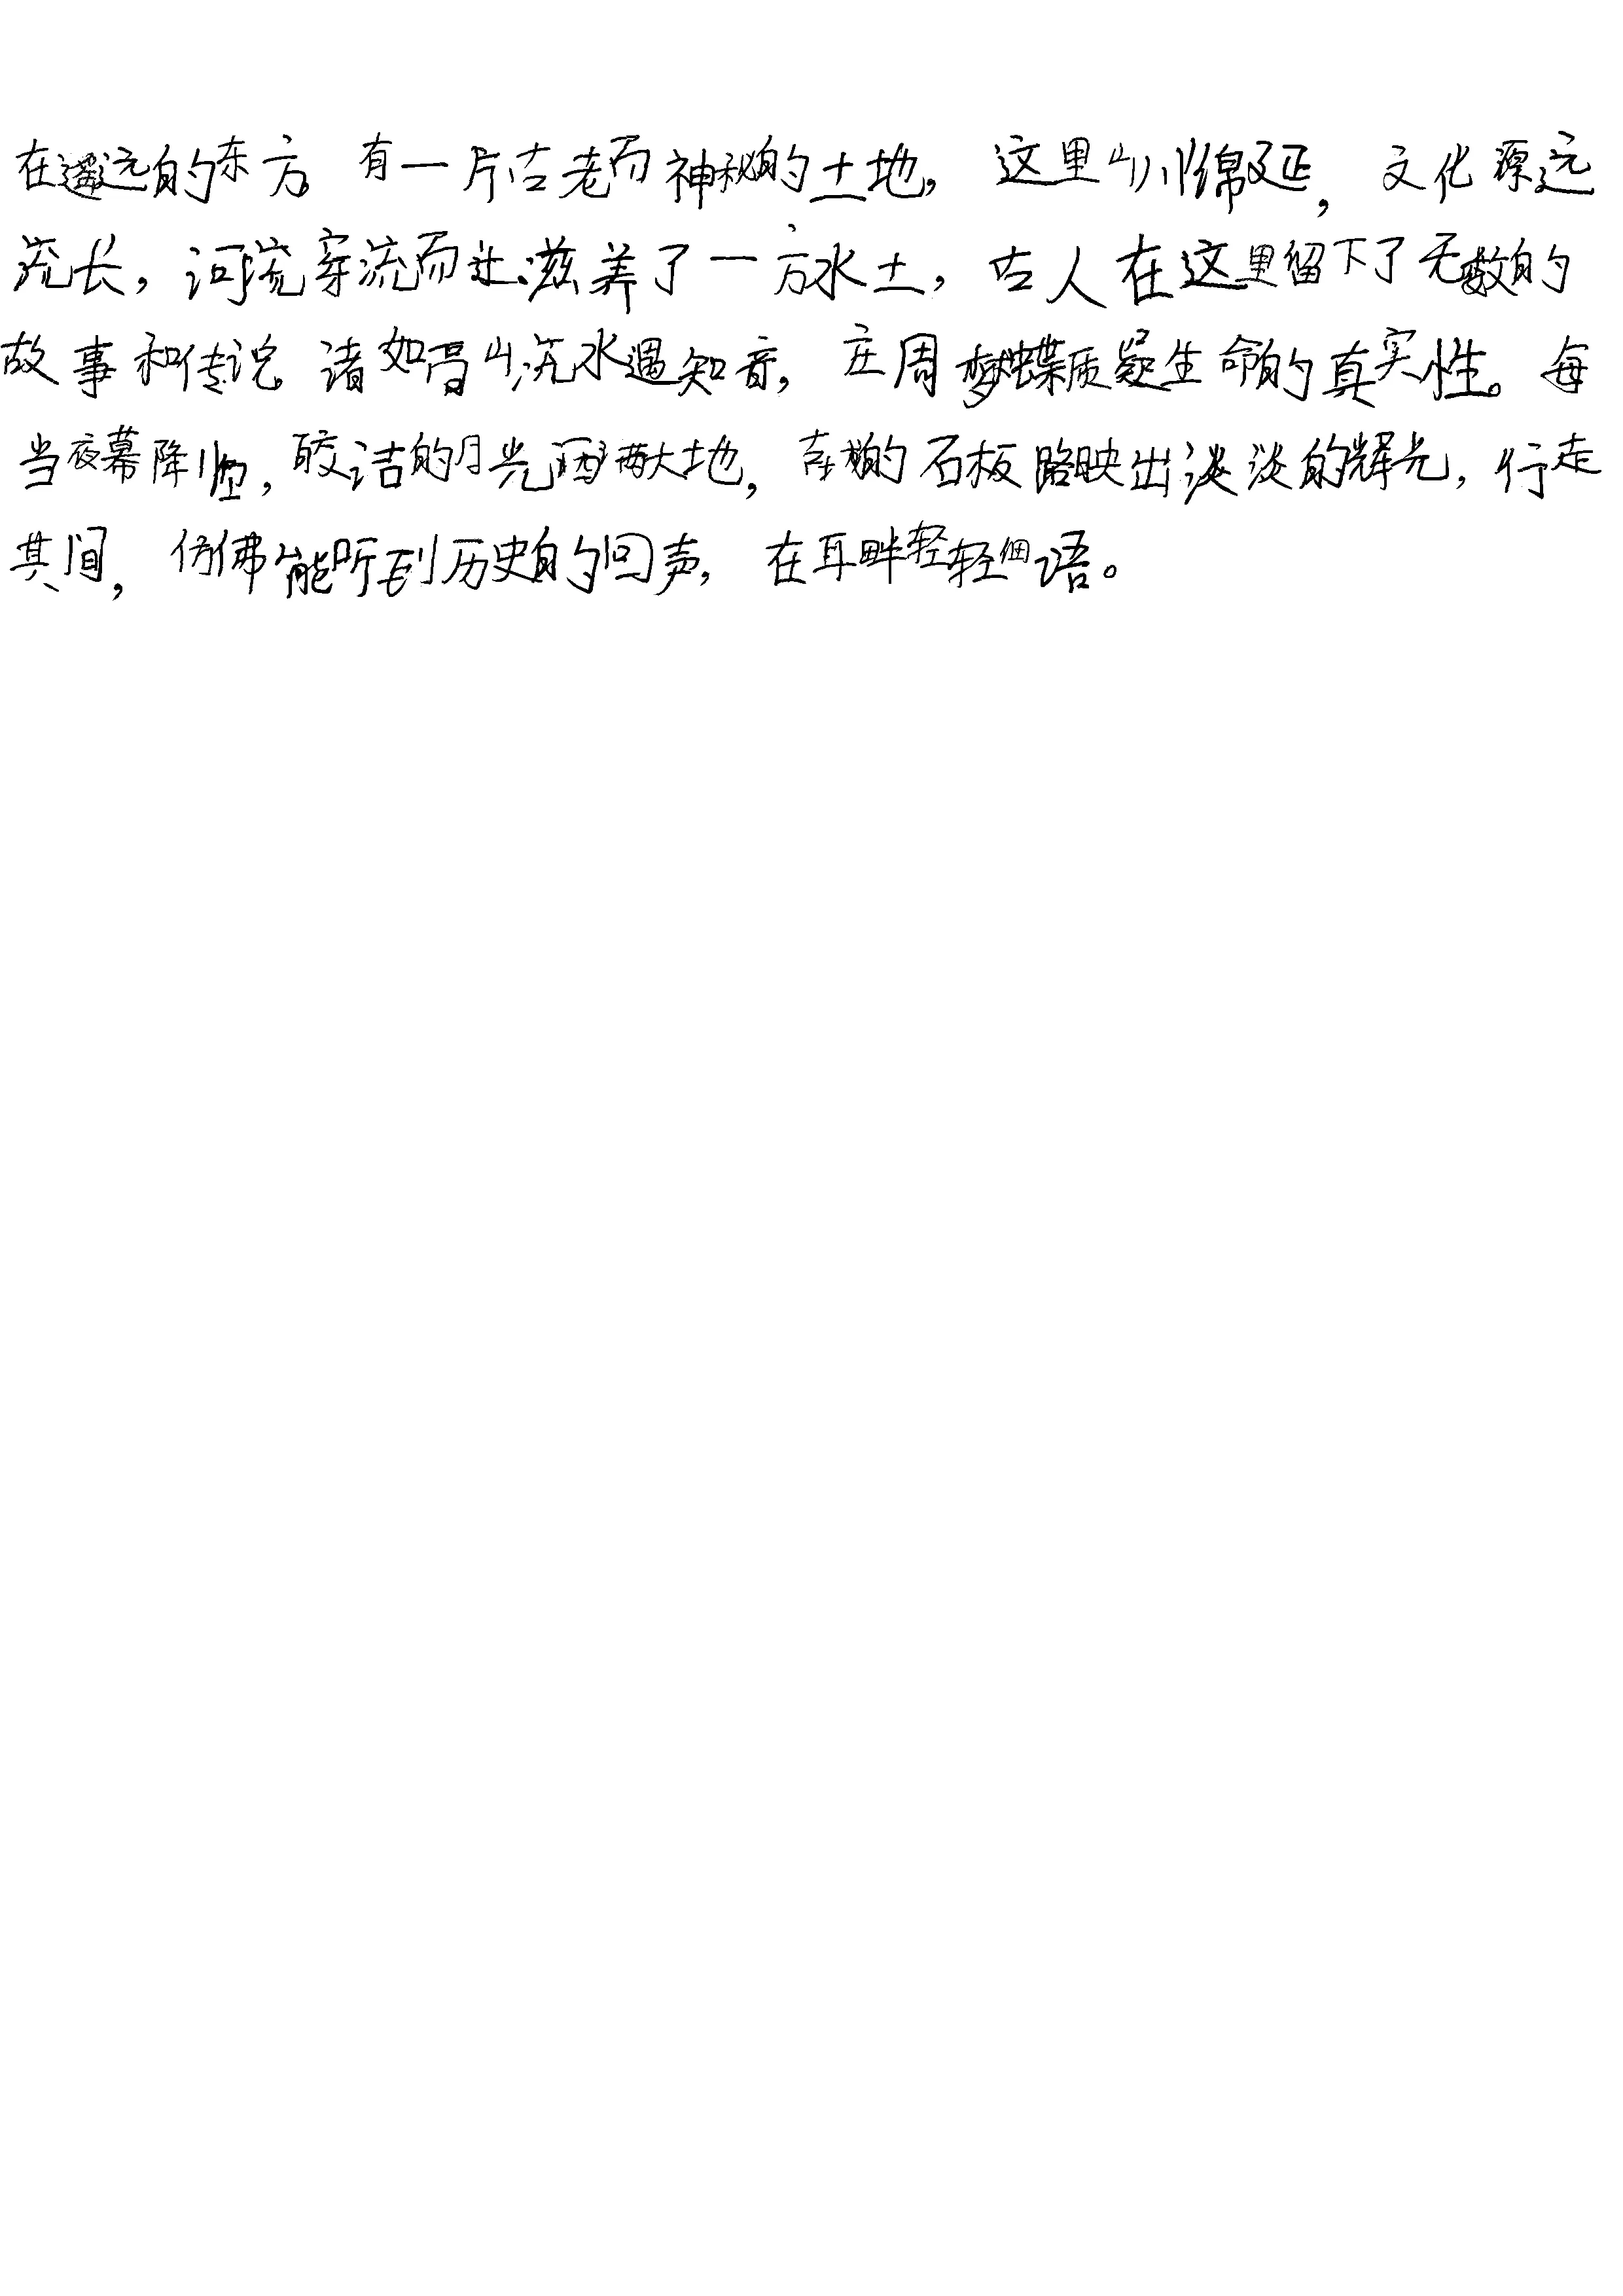 在遥远的东方,有一片古老而神秘的土地,这里山川绵延,文化源远
流长,河流穿流而过,滋养了一方水土,古人在这里留下了无数的
故事和传说,诸如高山流水遇知音,庄周梦蝶质疑生命的真实性。每
当夜幕降临,皎洁的月光洒满大地,古朴的石板路映出淡淡的辉光,行走
其间,仿佛能听到历史的回声,在耳畔轻轻细语。